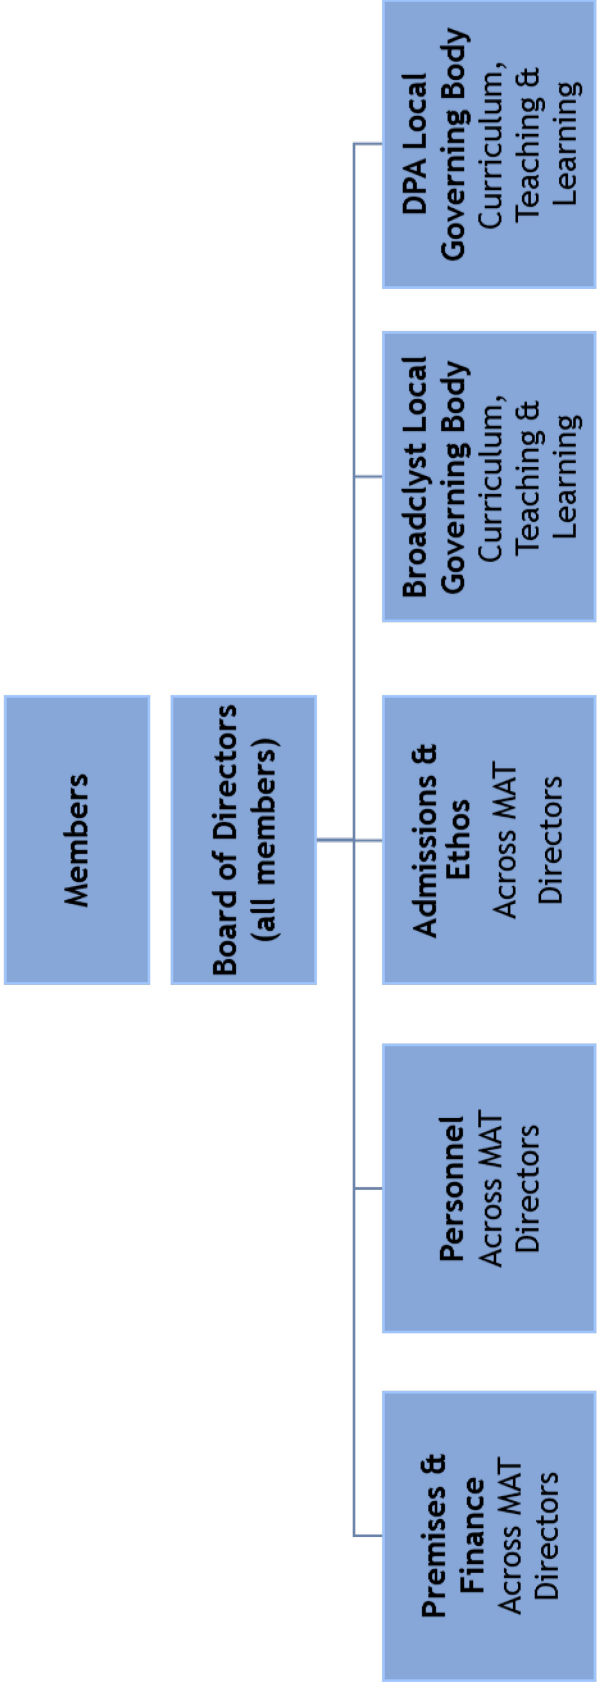 Members
Board of Directors
(all members)
Premises &
Finance
Across MAT
Directors
Personnel
Across MAT
Directors
Admissions &
Ethos
Across MAT
Directors
Broadclyst Local
Governing Body
Curriculum,
Teaching &
Learning
DPA Local
Governing Body
Curriculum,
Teaching &
Learning